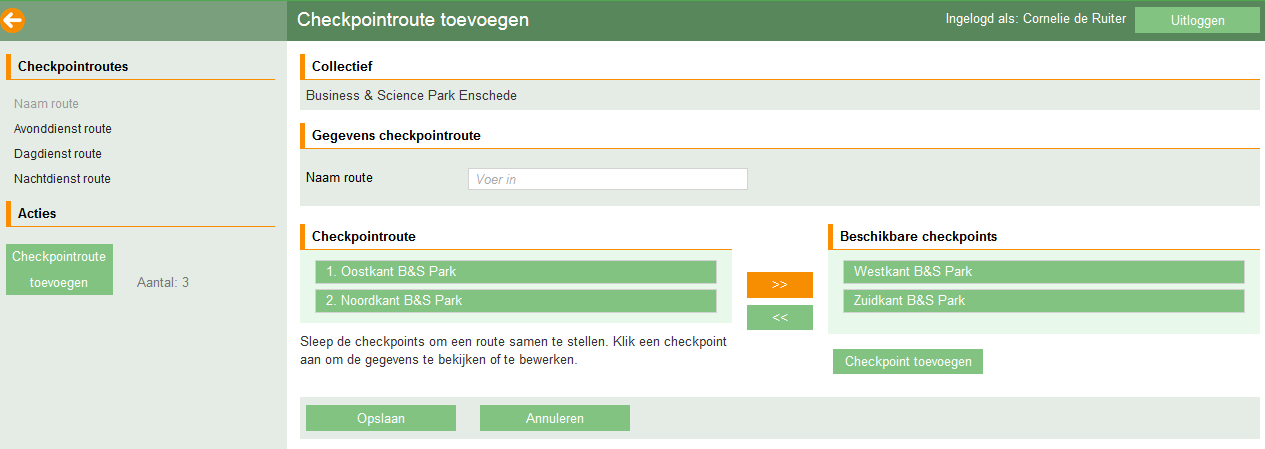 Checkpointroute toevoegen
Ingelogd als: Cornelie de Ruiter
Uitloggen
Checkpointroutes
Naam route
Avonddienst route
Dagdienst route
Nachtdienst route
Acties
Checkpointroute
toevoegen
Aantal: 3
Collectief
Business & Science Park Enschede
Gegevens checkpointroute
Naam route
Voer in
Checkpointroute
1. Oostkant B&S Park
2. Noordkant B&S Park
Sleep de checkpoints om een route samen te stellen. Klik een checkpoint
aan om de gegevens te bekijken of te bewerken.
>>
<<
Beschikbare checkpoints
Westkant B&S Park
Zuidkant B&S Park
Checkpoint toevoegen
Opslaan
Annuleren